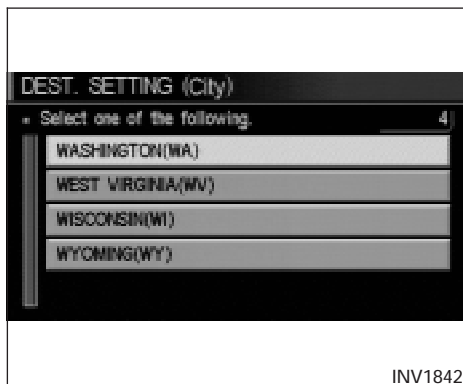 DEST. SETTING (City)
Select one of the following.
4
WASHINGTON(WA)
WEST VIRGINIA(WV)
WISCONSIN(WI)
WYOMING(WY)
INV1842